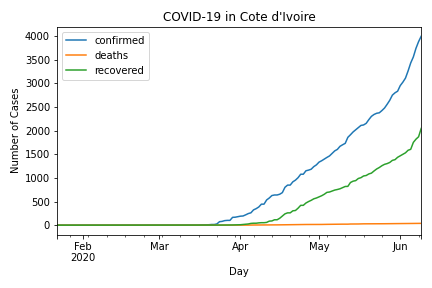 COVID-19 in Cote d'Ivoire
confirmed
deaths
recovered
4000
3500
3000
2500
2000
1500
1000
500
0
Number of Cases
Feb
2020
Mar
Apr
May
Jun
Day